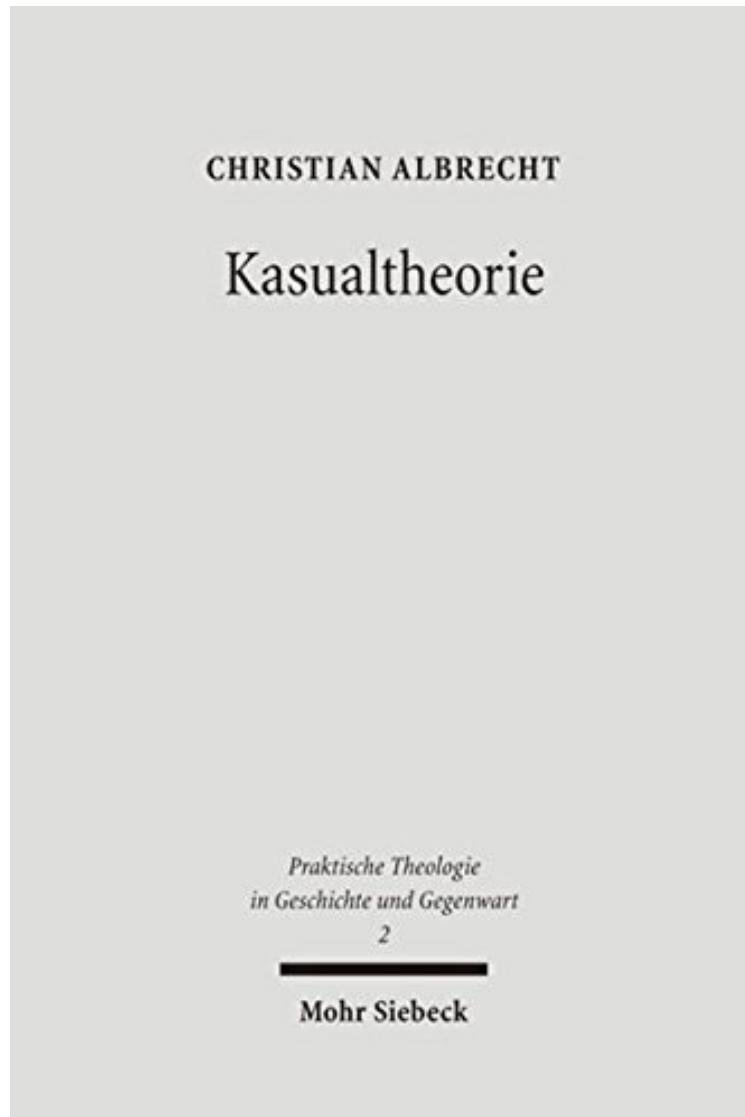 CHRISTIAN ALBRECHT
Kasualtheorie
Praktische Theologie
in Geschichte und Gegenwart
2
Mohr Siebeck